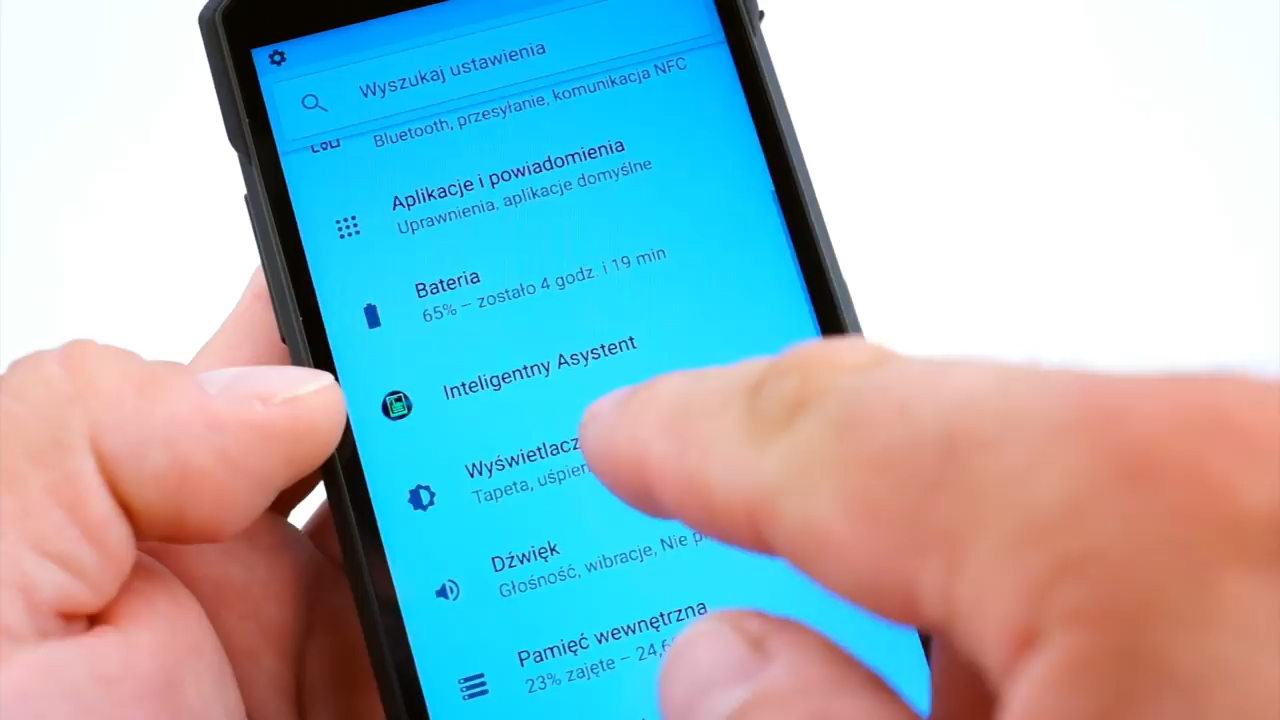 Wyszukaj ustawienia
Bluetooth, przesyłanie, komunikacja NFC
Aplikacje i powiadomienia
Uprawnienia, aplikacje domyślne
Bateria
65% – zostało 4 godz. i 19 min
Inteligentny Asystent
Wyświetlacz
Tapeta,
Dźwięk
Głośność, wibracje, Nie
Pamięć wewnętrzna
23% zajęte –